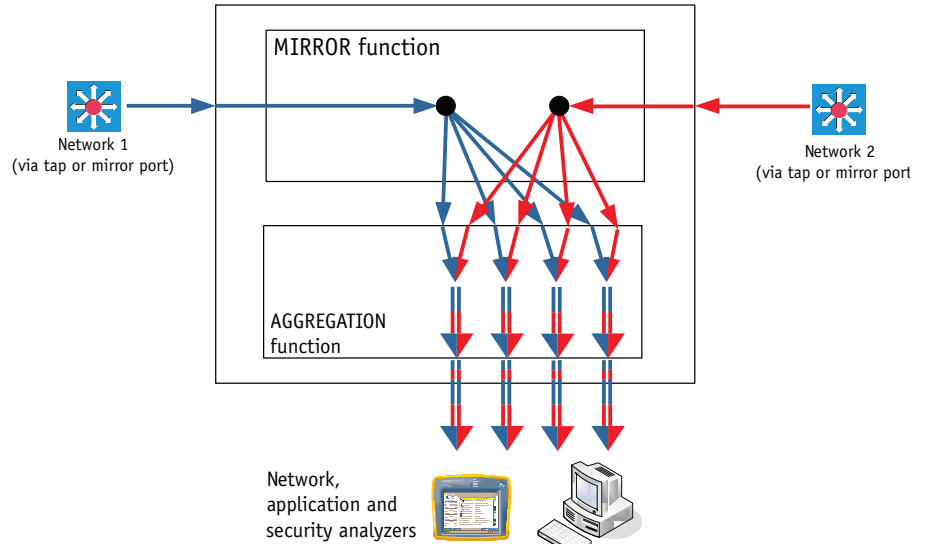 MIRROR function
Network 1
(via tap or mirror port)
Network 2
(via tap or mirror port
AGGREGATION
function
Network,
application and
security analyzers